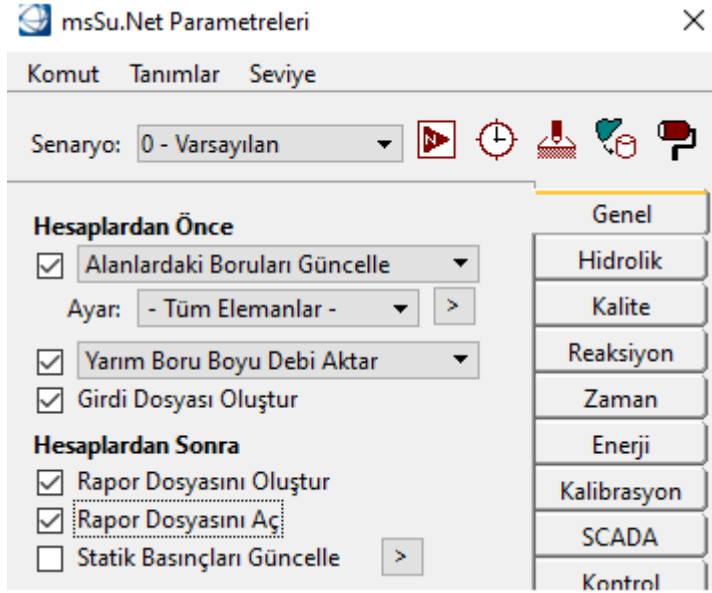 msSu.Net Parametreleri
Komut Tanımlar Seviye
Senaryo: 0 - Varsayılan
Hesaplardan Önce
Alanlardaki Boruları Güncelle
Ayar: - Tüm Elemanlar - >
Yarım Boru Boyu Debi Aktar
Girdi Dosyası Oluştur
Hesaplardan Sonra
Rapor Dosyasını Oluştur
Rapor Dosyasını Aç
Statik Basınçları Güncelle >
Genel
Hidrolik
Kalite
Reaksiyon
Zaman
Enerji
Kalibrasyon
SCADA
Kontrol